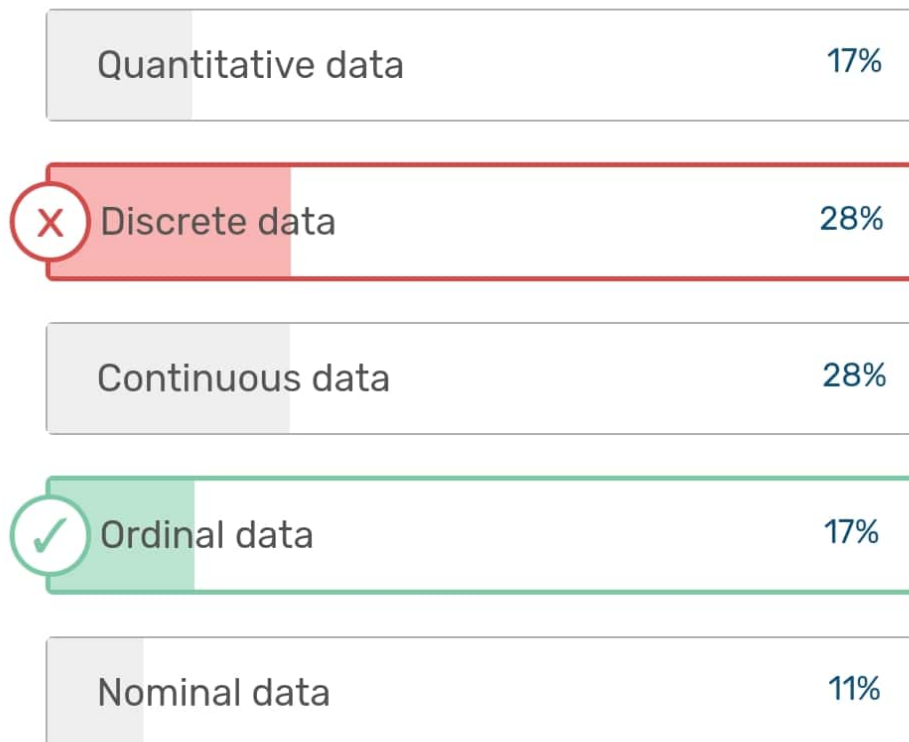 Quantitative data 17%
X Discrete data 28%
Continuous data 28%
✓ Ordinal data 17%
Nominal data 11%